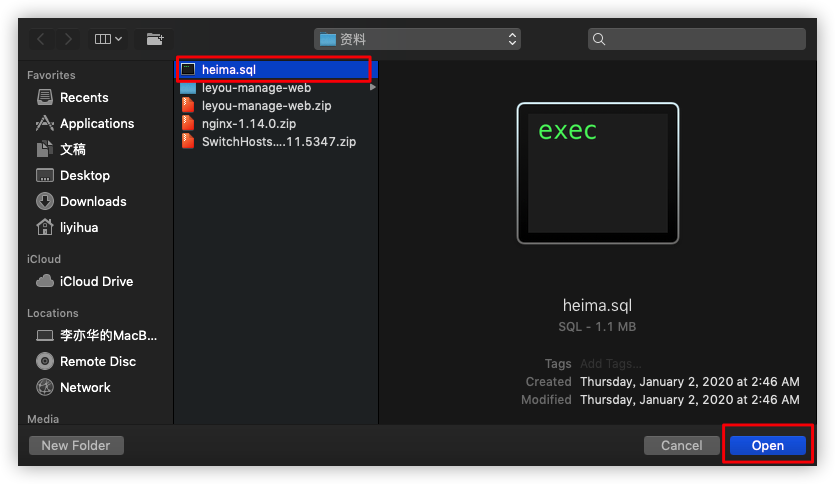 资料
Favorites
Recents
Applications
文稿
Desktop
Downloads
liyihua
iCloud
iCloud Drive
Locations
李亦华的MacB...
Remote Disc
Network
Media
heima.sql
leyou-manage-web
leyou-manage-web.zip
nginx-1.14.0.zip
SwitchHosts....11.5347.zip
exec
heima.sql
SQL - 1.1 MB
Tags Add Tags...
Created Thursday, January 2, 2020 at 2:46 AM
Modified Thursday, January 2, 2020 at 2:46 AM
New Folder
Cancel
Open